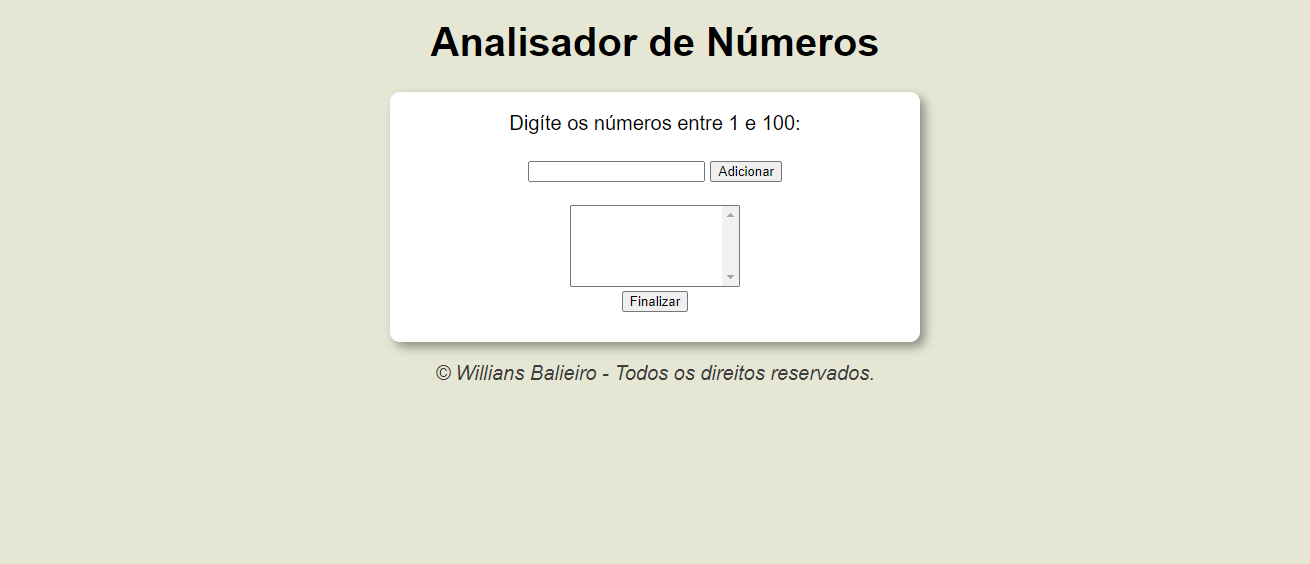 Analisador de Números
Digíte os números entre 1 e 100:
Adicionar
Finalizar
© Willians Balieiro - Todos os direitos reservados.